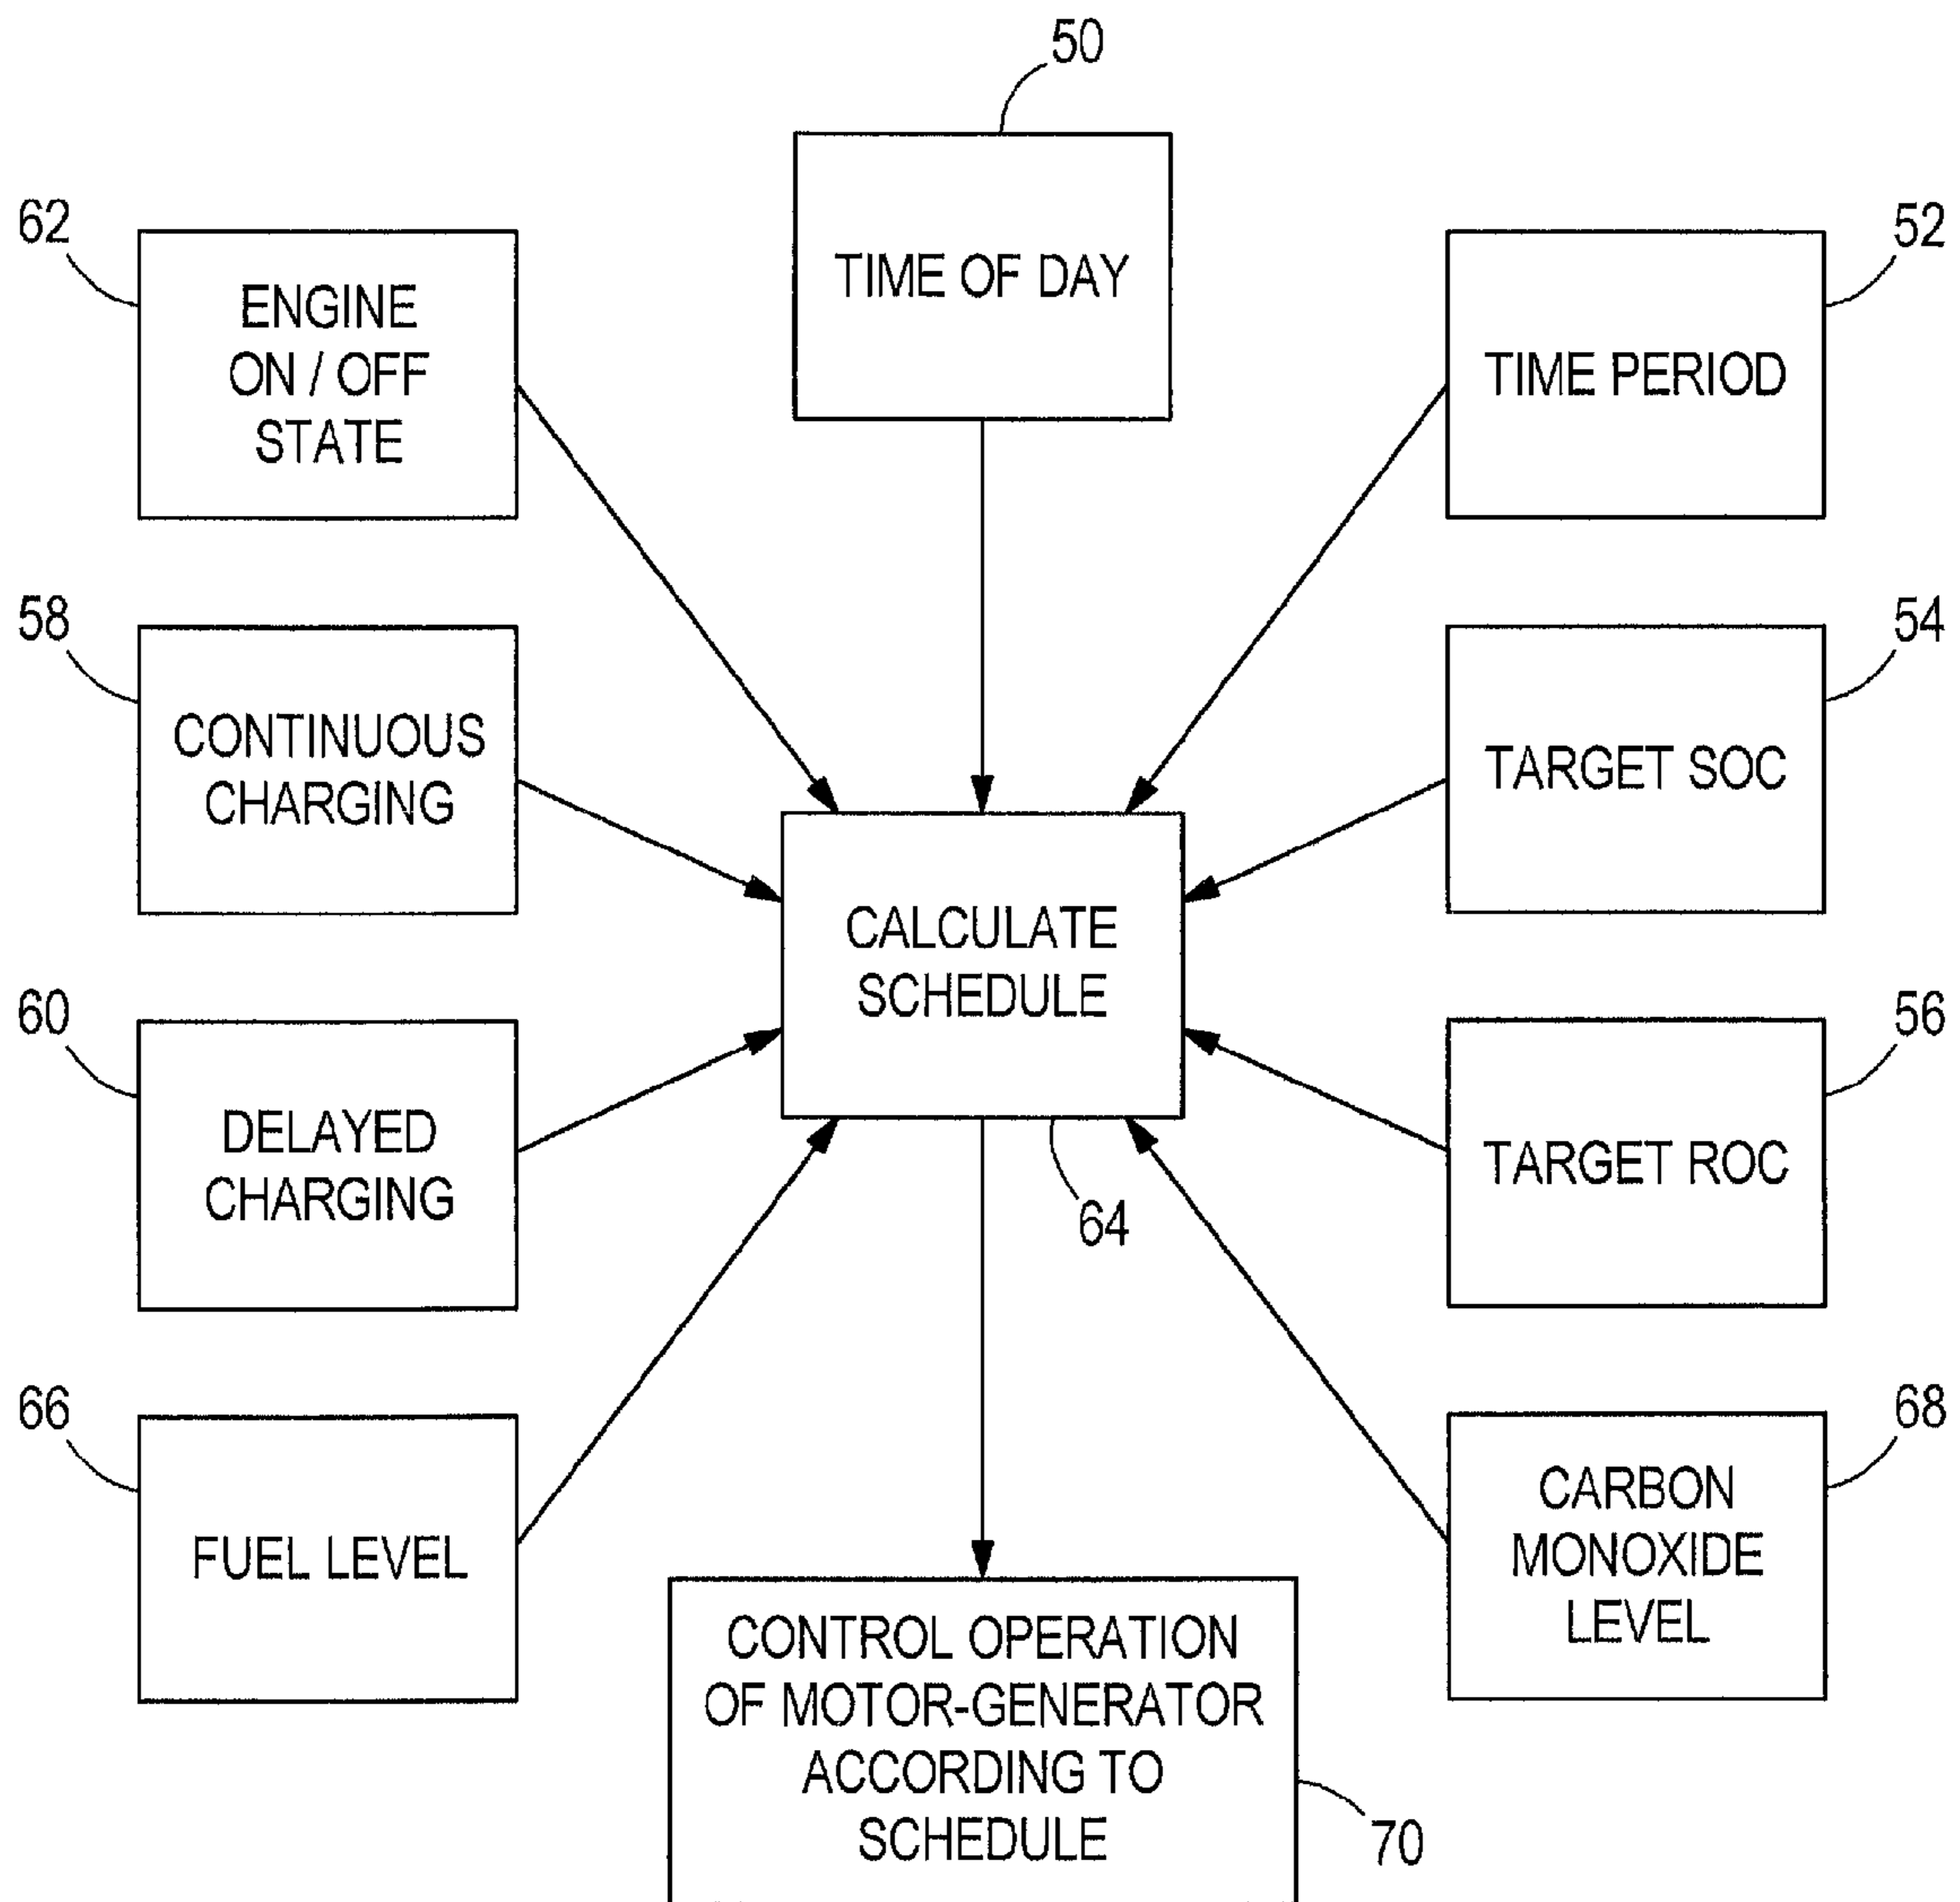 50
62
52
TIME OF DAY
ENGINE
ON / OFF
STATE
TIME PERIOD
58
54
CONTINUOUS
CHARGING
TARGET SOC
CALCULATE
SCHEDULE
60
56
DELAYED
CHARGING
TARGET ROC
64
66
68
FUEL LEVEL
CARBON
MONOXIDE
LEVEL
CONTROL OPERATION
OF MOTOR-GENERATOR
ACCORDING TO
SCHEDULE
70